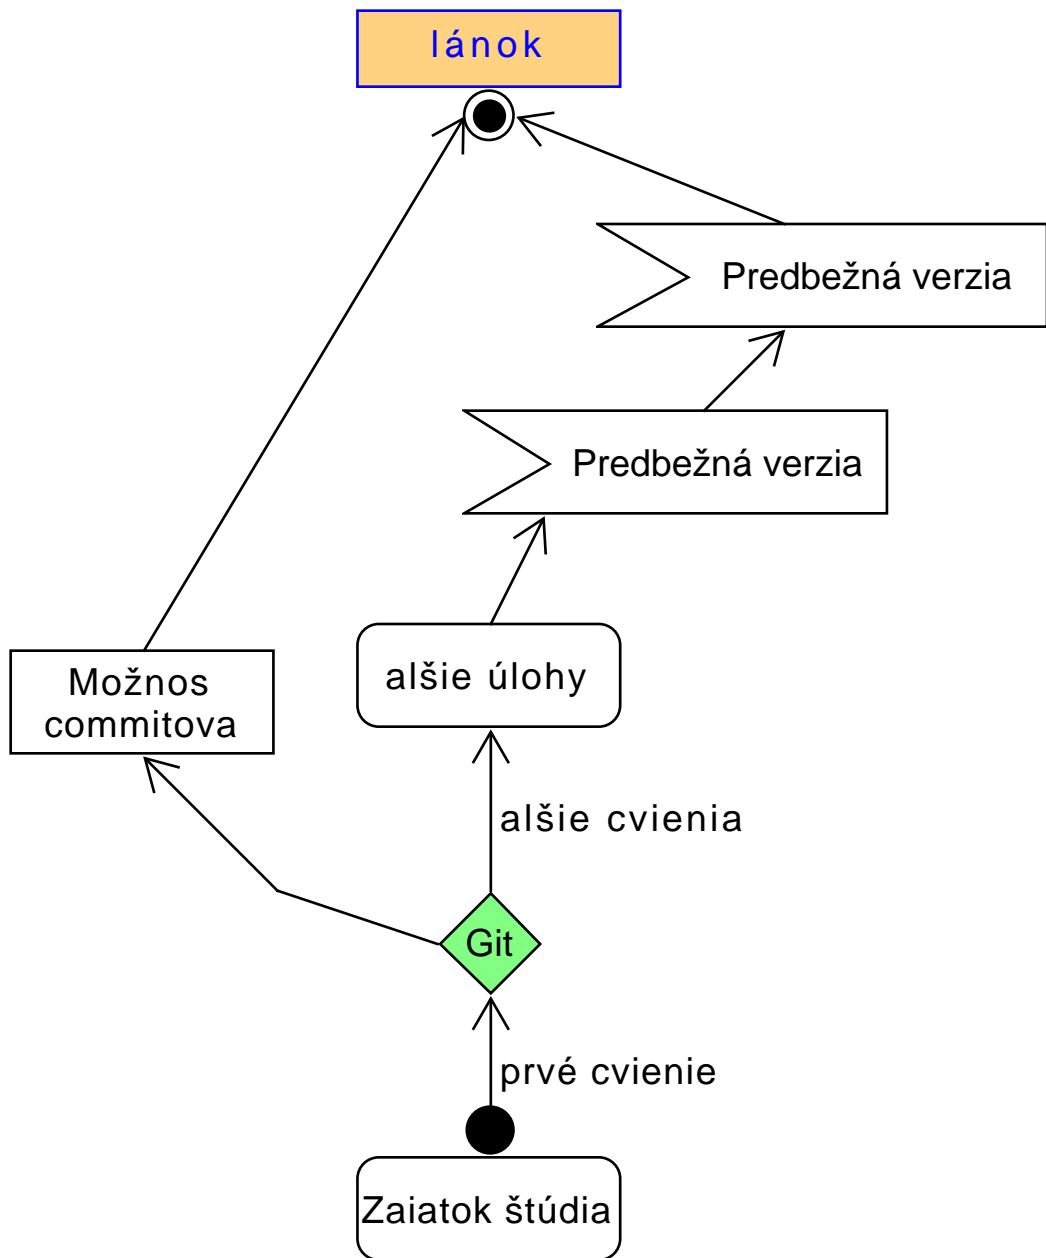 lánok
Predbežná verzia
Predbežná verzia
alšie úlohy
Možnos
commitova
alšie cvienia
Git
prvé cvienie
Zaiatok štúdia